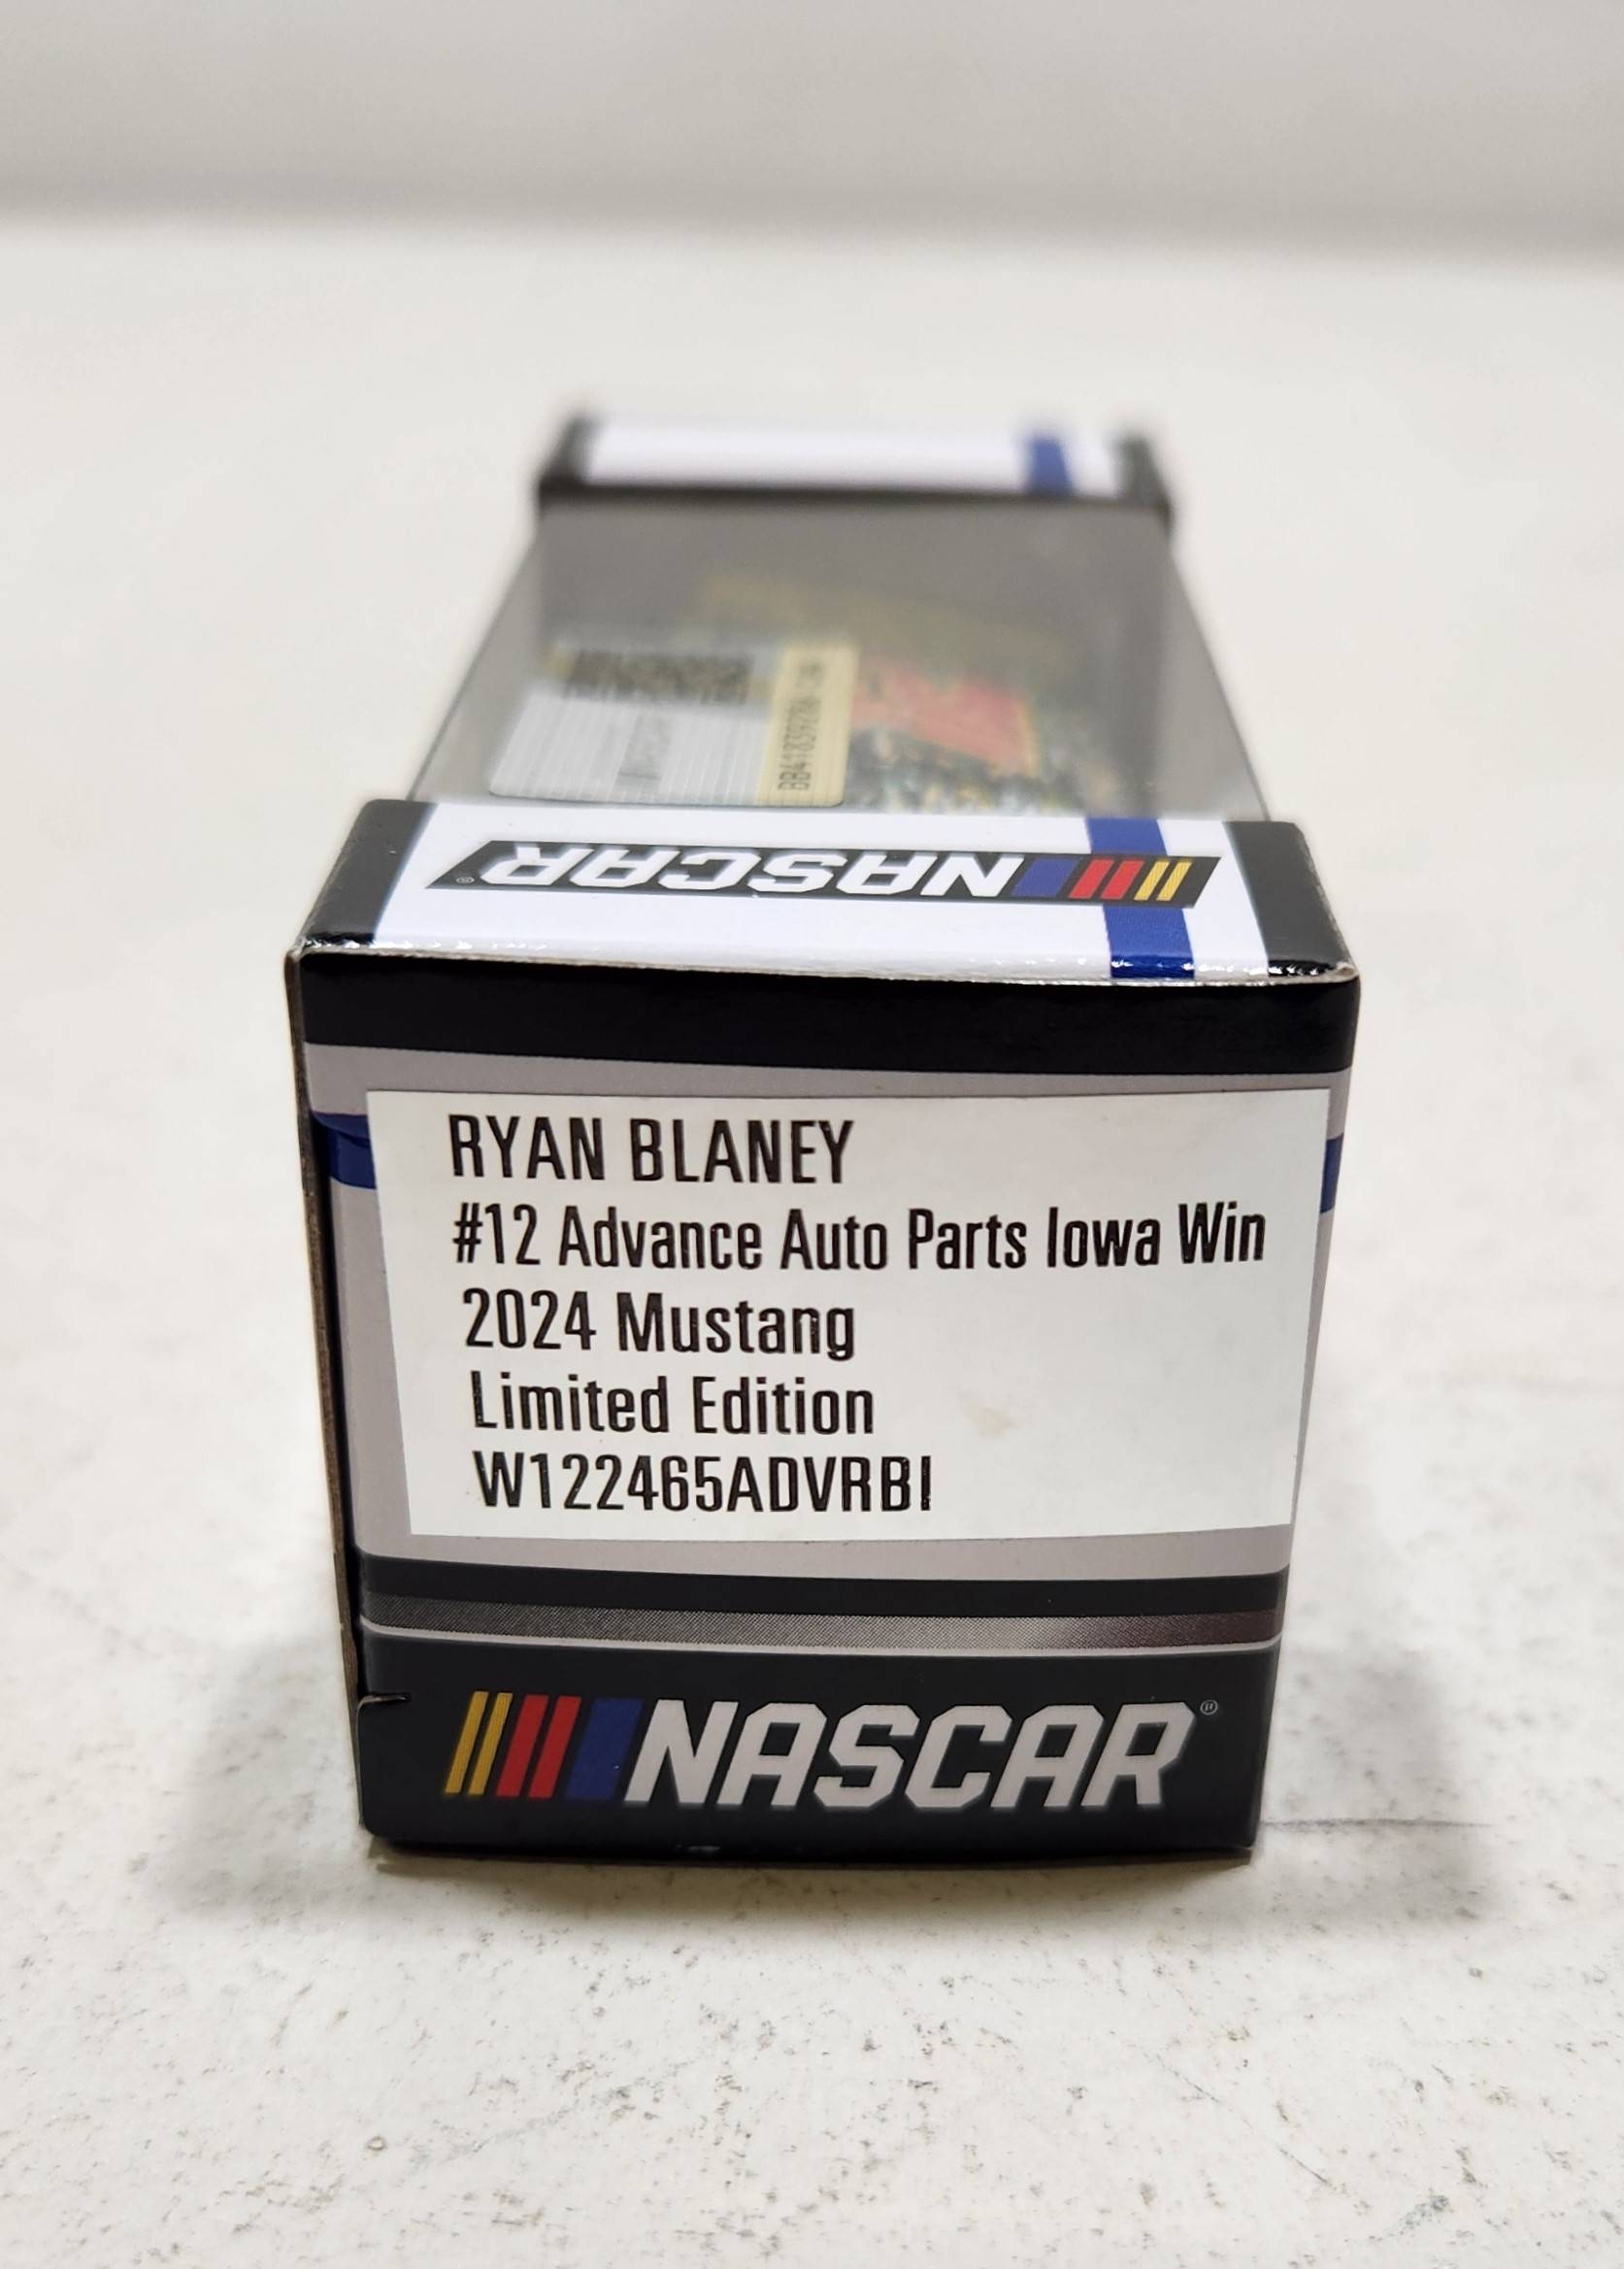 NASCAR®
RYAN BLANEY
#12 Advance Auto Parts Iowa Win
2024 Mustang
Limited Edition
W122465ADVRBI
NASCAR®